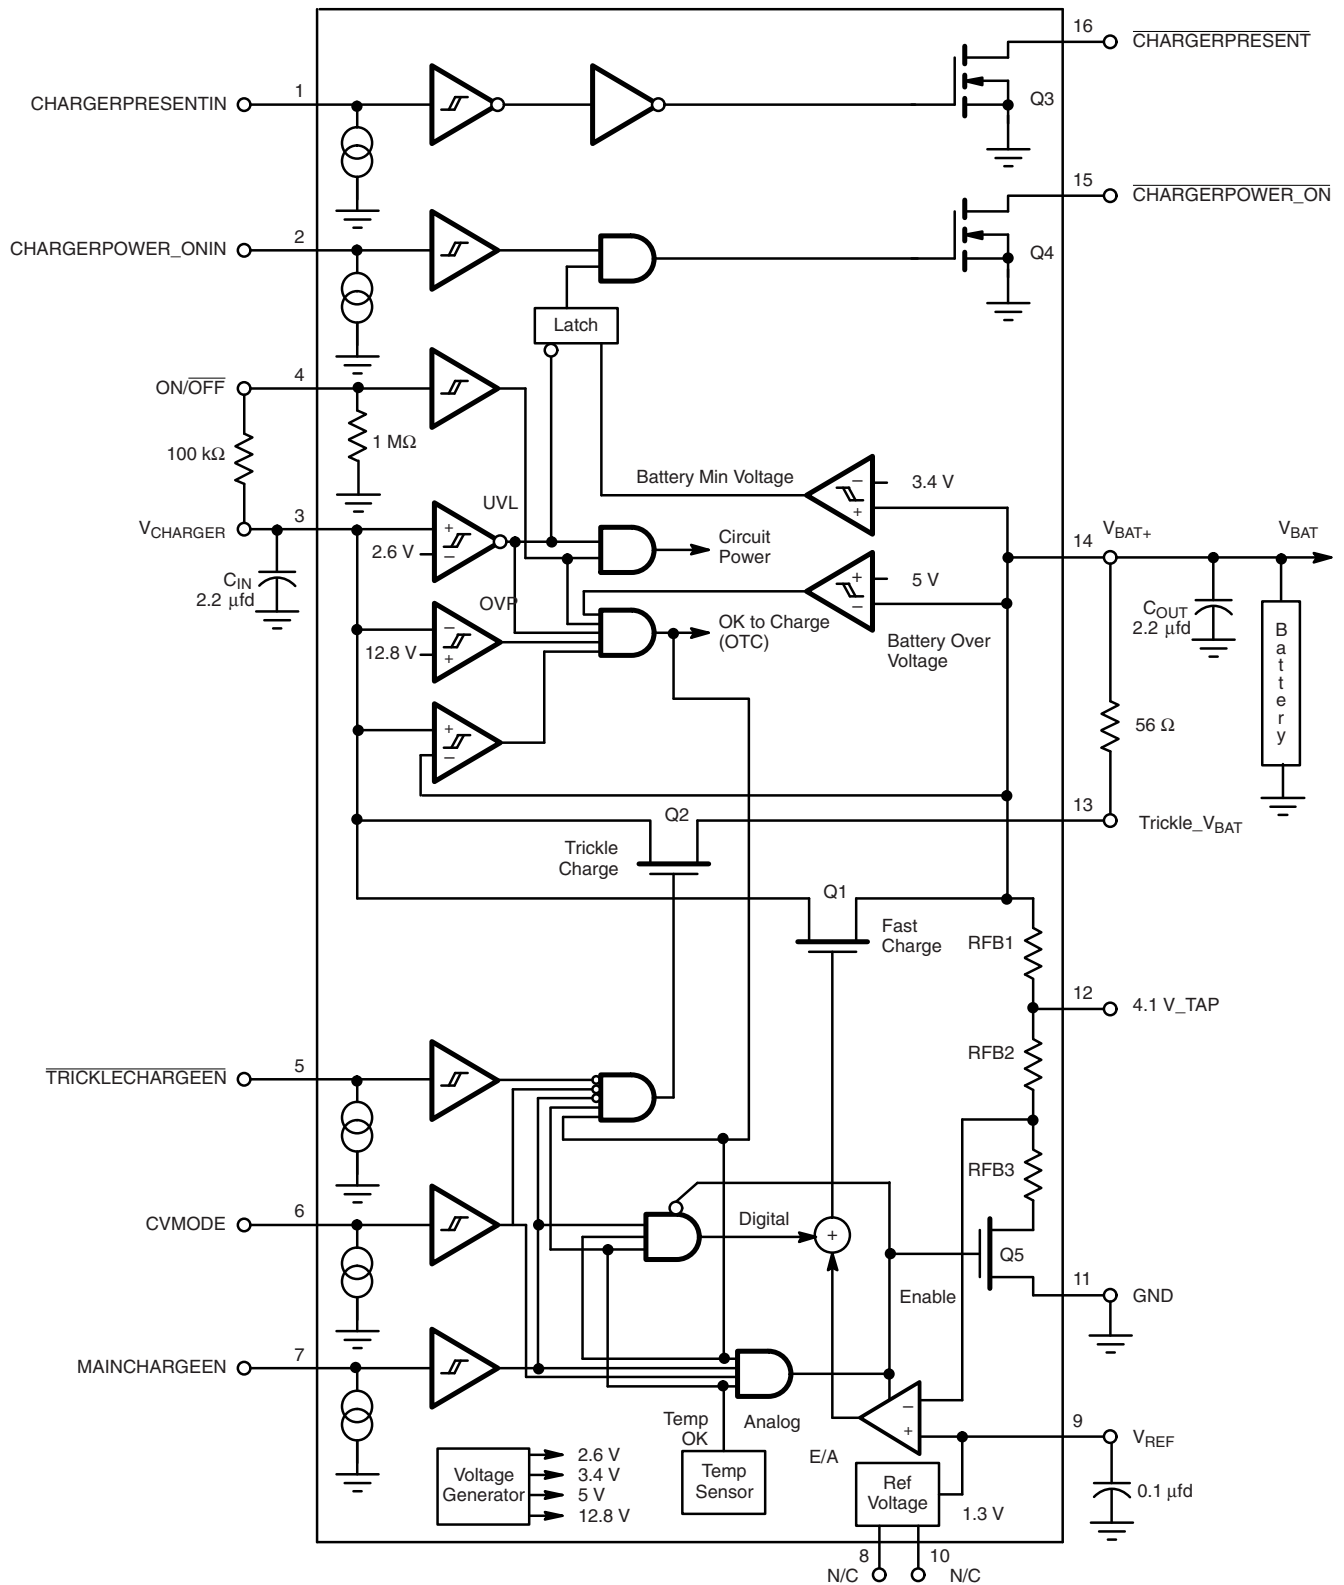 16
CHARGERPRESENT
1
CHARGERPRESENTIN
Q3
15
CHARGERPOWER_ON
2
CHARGERPOWER_ONIN
Q4
Latch
4
ON/OFF
1 MΩ
100 kΩ
Battery Min Voltage
3.4 V
UVL
3
VCHARGER
+
2.6 V
−
−
+
Circuit
Power
14
VBAT+
VBAT
CIN
2.2 μfd
OVP
+
5 V
−
COUT
2.2 μfd
−
12.8 V
+
OK to Charge
(OTC)
Battery Over
Voltage
Battery
+
−
56 Ω
13
Trickle_VBAT
Q2
Trickle
Charge
Q1
Fast
Charge
RFB1
12
4.1 V_TAP
RFB2
5
TRICKLECHARGEEN
RFB3
6
CVMODE
Digital
+
Q5
11
GND
Enable
7
MAINCHARGEEN
−
+
Temp
OK
Analog
E/A
9
VREF
Voltage
Generator
2.6 V
3.4 V
5 V
12.8 V
Temp
Sensor
Ref
Voltage
1.3 V
0.1 μfd
8
10
N/C
N/C